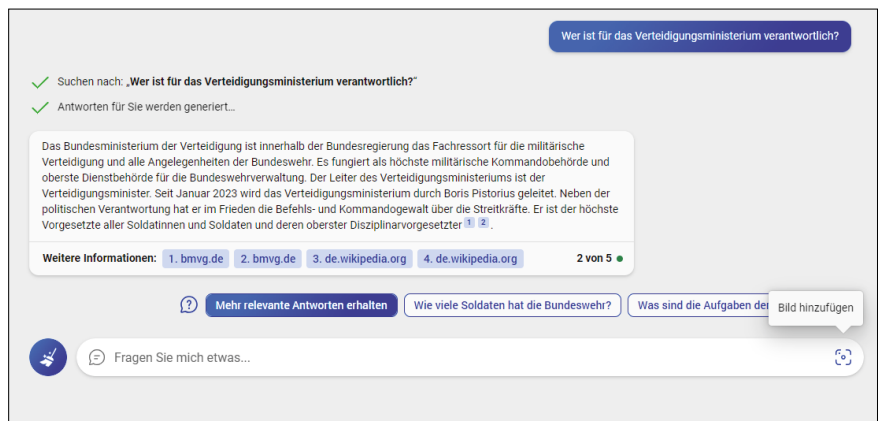 Wer ist für das Verteidigungsministerium verantwortlich?
Suchen nach: „Wer ist für das Verteidigungsministerium verantwortlich?“
Antworten für Sie werden generiert...
Das Bundesministerium der Verteidigung ist innerhalb der Bundesregierung das Fachressort für die militärische
Verteidigung und alle Angelegenheiten der Bundeswehr. Es fungiert als höchste militärische Kommandobehörde und
oberste Dienstbehörde für die Bundeswehrverwaltung. Der Leiter des Verteidigungsministeriums ist der
Verteidigungsminister. Seit Januar 2023 wird das Verteidigungsministerium durch Boris Pistorius geleitet. Neben der
politischen Verantwortung hat er im Frieden die Befehls- und Kommandogewalt über die Streitkräfte. Er ist der höchste
Vorgesetzte aller Soldatinnen und Soldaten und deren oberster Disziplinarvorgesetzter 1 2 .
Weitere Informationen: 1. bmvg.de 2. bmvg.de 3. de.wikipedia.org 4. de.wikipedia.org 2 von 5
Mehr relevante Antworten erhalten Wie viele Soldaten hat die Bundeswehr? Was sind die Aufgaben
Bild hinzufügen
Fragen Sie mich etwas...